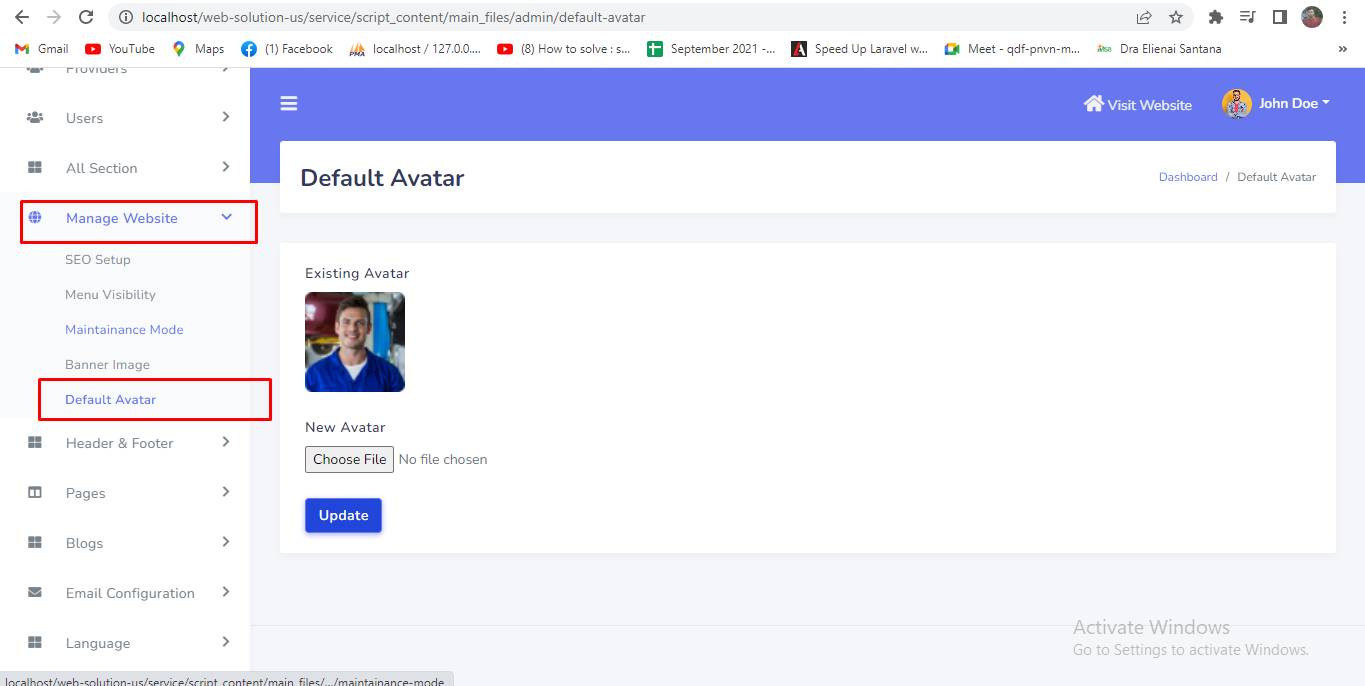 localhost/web-solution-us/service/script_content/main_files/admin/default-avatar
Gmail YouTube Maps (1) Facebook localhost / 127.0.0.... (8) How to solve : s... September 2021 -... Speed Up Laravel w... Meet - qdf-pnvn-m... Dra Elienai Santana »
Providers
Users
All Section
Manage Website
SEO Setup
Menu Visibility
Maintainance Mode
Banner Image
Default Avatar
Header & Footer
Pages
Blogs
Email Configuration
Language
Visit Website John Doe
Default Avatar
Dashboard / Default Avatar
Existing Avatar
New Avatar
Choose File No file chosen
Update
Activate Windows
Go to Settings to activate Windows.
localhost/web-solution-us/service/script_content/main_files/.../maintainance-mode